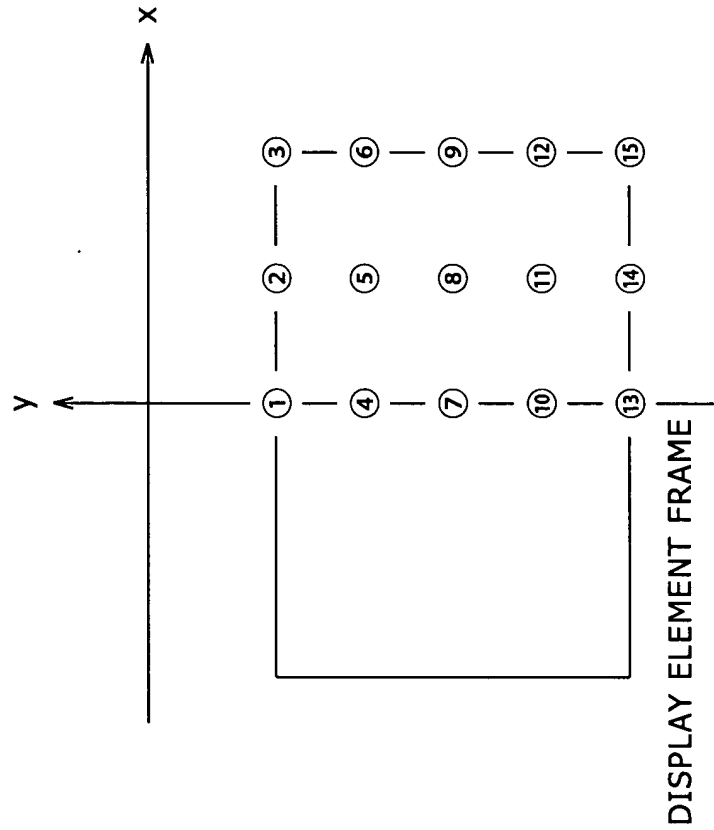 y
x
① ② ③
④ ⑤ ⑥
⑦ ⑧ ⑨
⑩ ⑪ ⑫
⑬ ⑭ ⑮
DISPLAY ELEMENT FRAME